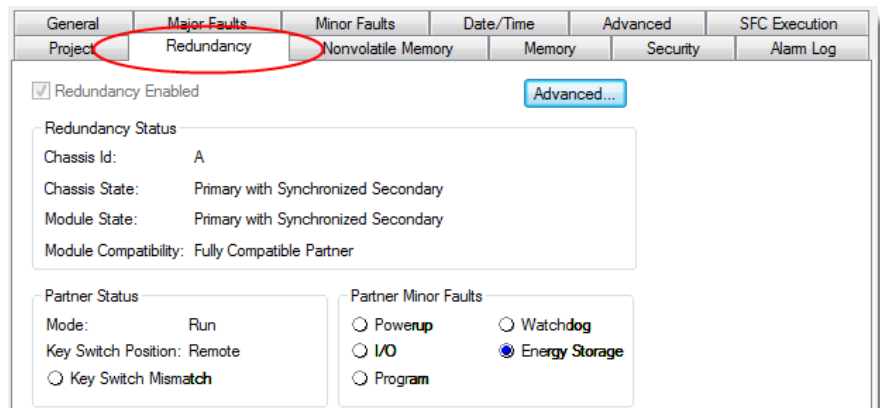 General Major Faults Minor Faults Date/Time Advanced SFC Execution
Project Redundancy Nonvolatile Memory Memory Security Alarm Log
Redundancy Enabled Advanced...
Redundancy Status
Chassis Id: A
Chassis State: Primary with Synchronized Secondary
Module State: Primary with Synchronized Secondary
Module Compatibility: Fully Compatible Partner
Partner Status Partner Minor Faults
Mode: Run Powerup Watchdog
Key Switch Position: Remote I/O Energy Storage
Key Switch Mismatch Program